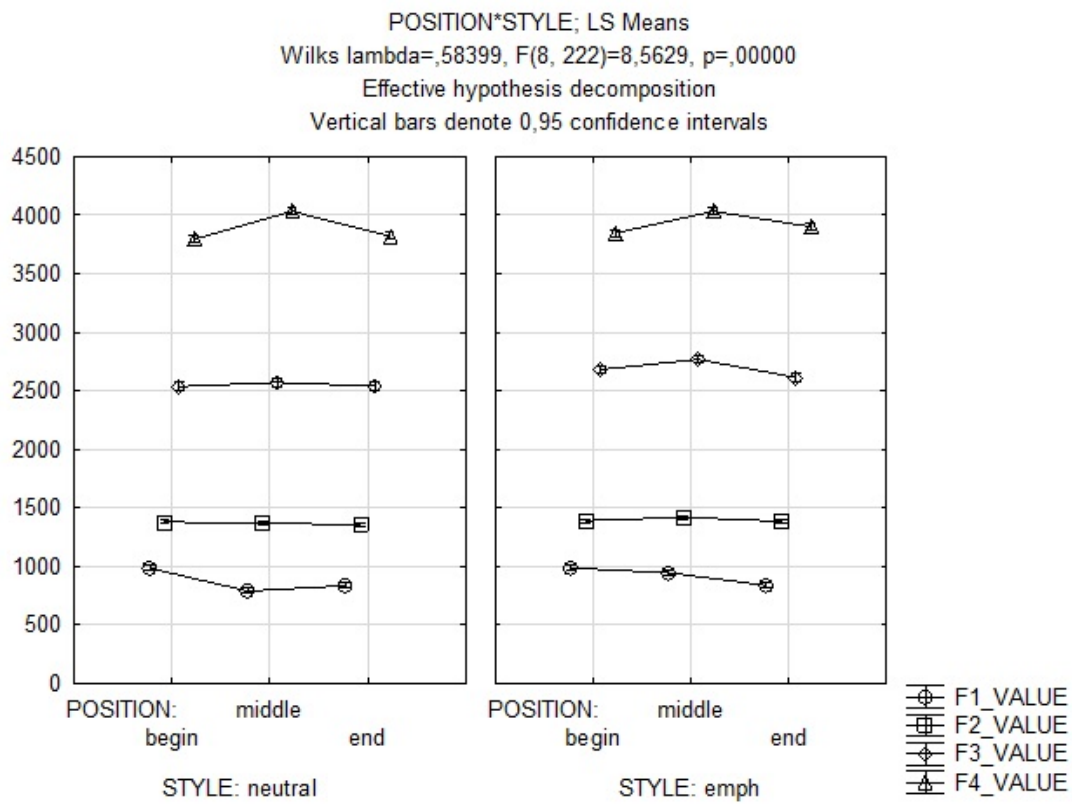 POSITION*STYLE; LS Means
Wilks lambda=,58399, F(8, 222)=8,5629, p=,00000
Effective hypothesis decomposition
Vertical bars denote 0,95 confidence intervals
4500
4000
3500
3000
2500
2000
1500
1000
500
0
POSITION: middle
begin end
STYLE: neutral
POSITION: middle
begin end
STYLE: emph
F1_VALUE
F2_VALUE
F3_VALUE
F4_VALUE